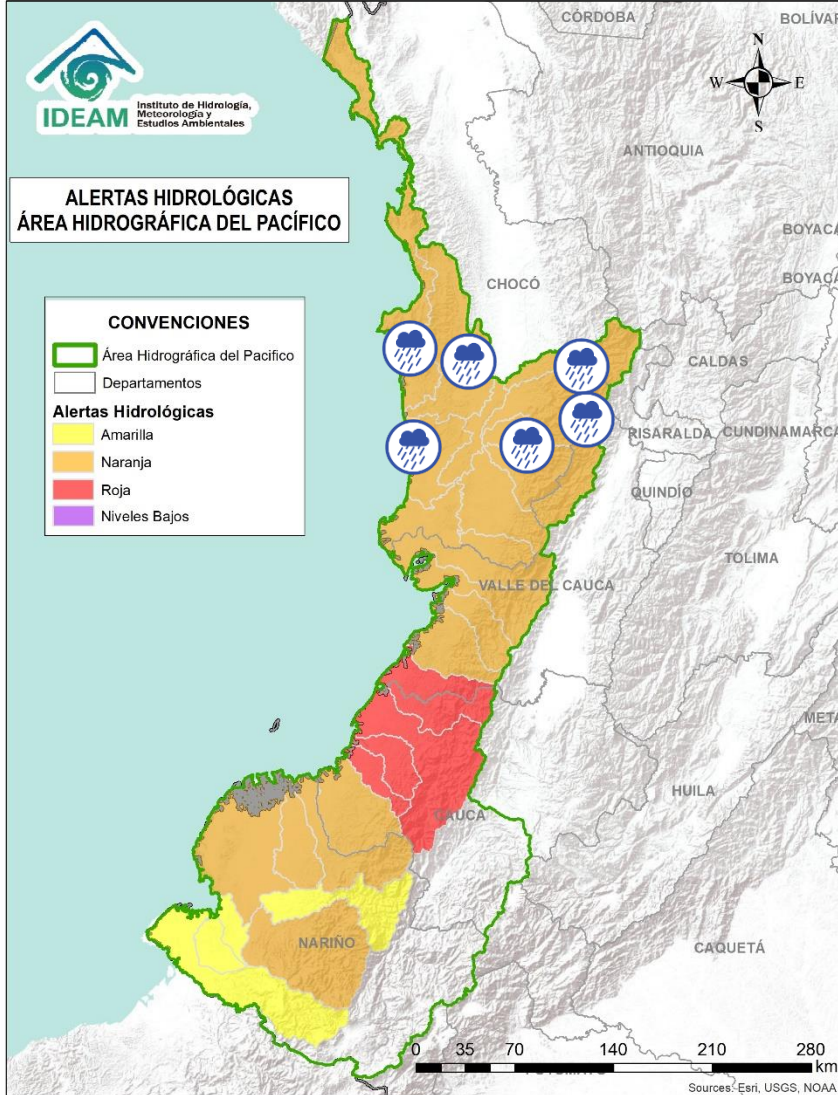 CÓRDOBA
BOLÍVAR
N
W
E
S
IDEAM
Instituto de Hidrología,
Meteorología y
Estudios Ambientales
ANTIOQUIA
ALERTAS HIDROLÓGICAS
ÁREA HIDROGRÁFICA DEL PACÍFICO
BOYACÁ
BOYACÁ
CHOCÓ
CONVENCIONES
Área Hidrográfica del Pacifico
Departamentos
Alertas Hidrológicas
Amarilla
Naranja
Roja
Niveles Bajos
CALDAS
RISARALDA
CUNDINAMARCA
QUINDÍO
TOLIMA
VALLE DEL CAUCA
META
HUILA
CAUCA
NARIÑO
CAQUETÁ
0 35 70 140 210 280
km
Sources: Esri, USGS, NOAA